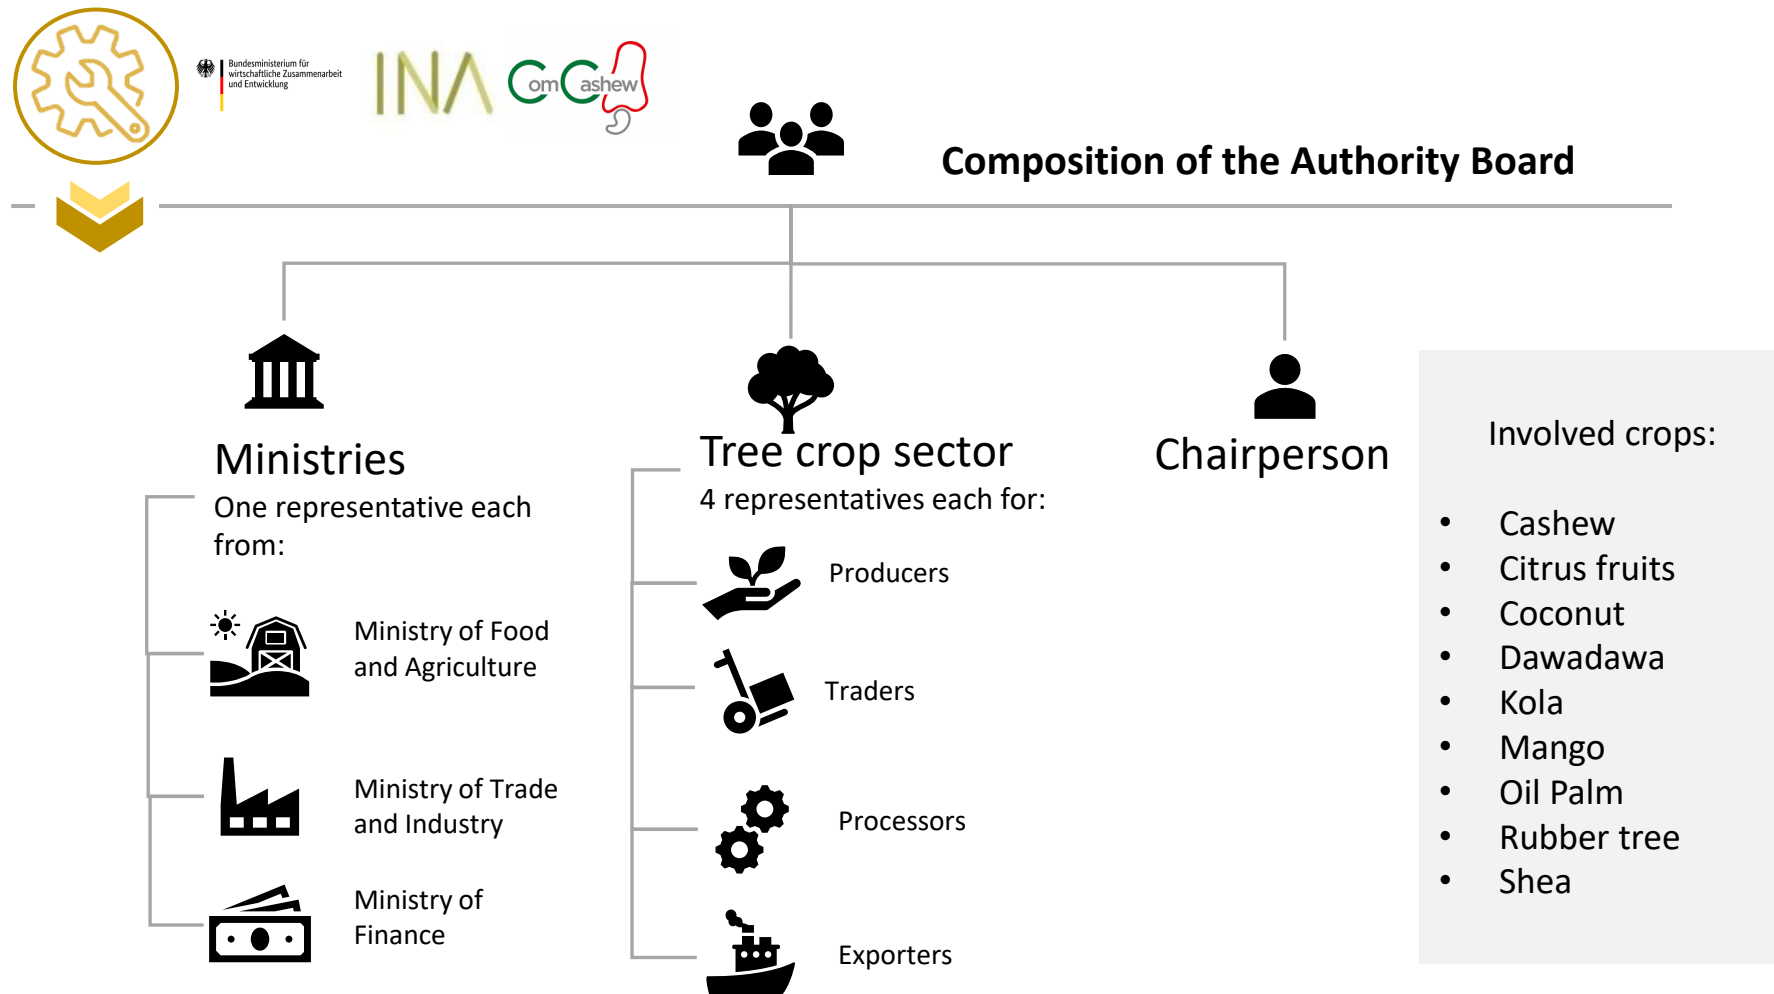 Bundesministerium für
wirtschaftliche Zusammenarbeit
und Entwicklung
INA
ComCashew
Composition of the Authority Board
Ministries
One representative each
from:
Ministry of Food
and Agriculture
Ministry of Trade
and Industry
Ministry of
Finance
Tree crop sector
4 representatives each for:
Producers
Traders
Processors
Exporters
Chairperson
Involved crops:
• Cashew
• Citrus fruits
• Coconut
• Dawadawa
• Kola
• Mango
• Oil Palm
• Rubber tree
• Shea